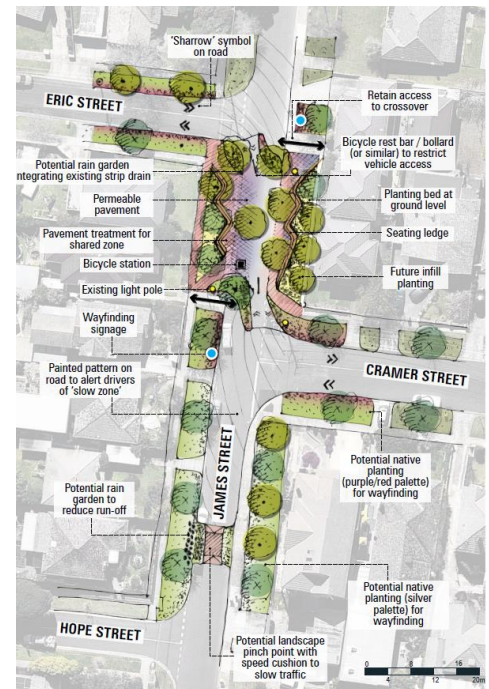 'Sharrow' symbol
on road
ERIC STREET
Retain access
to crossover
Bicycle rest bar / bollard
(or similar) to restrict
vehicle access
Potential rain garden
ntegrating existing strip drain
Permeable
pavement
Planting bed at
ground level
Pavement treatment for
shared zone
Seating ledge
Bicycle station
Future infill
planting
Existing light pole
Wayfinding
signage
Painted pattern on
road to alert drivers
of 'slow zone'
CRAMER STREET
JAMES STREET
Potential native
planting
(purple/red palette)
for wayfinding
Potential rain
garden to
reduce run-off
Potential native
planting (silver
palette) for
wayfinding
HOPE STREET
Potential landscape
pinch point with
speed cushion to
slow traffic
0 8 16
4 12 20m